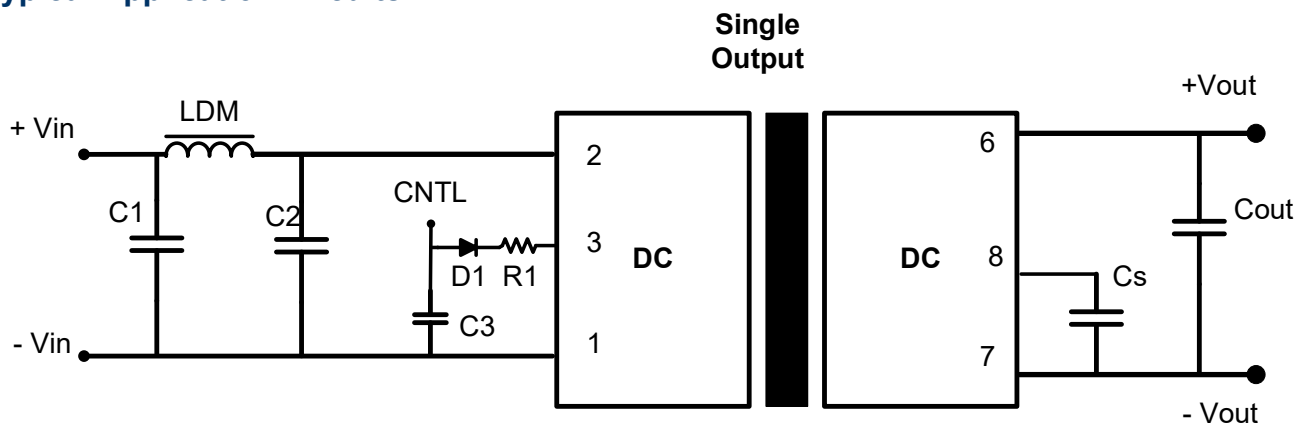 Single
Output
+Vout
LDM
+ Vin
2
6
CNTL
C1
C2
Cout
3
DC
DC
8
D1
R1
Cs
C3
- Vin
1
7
- Vout